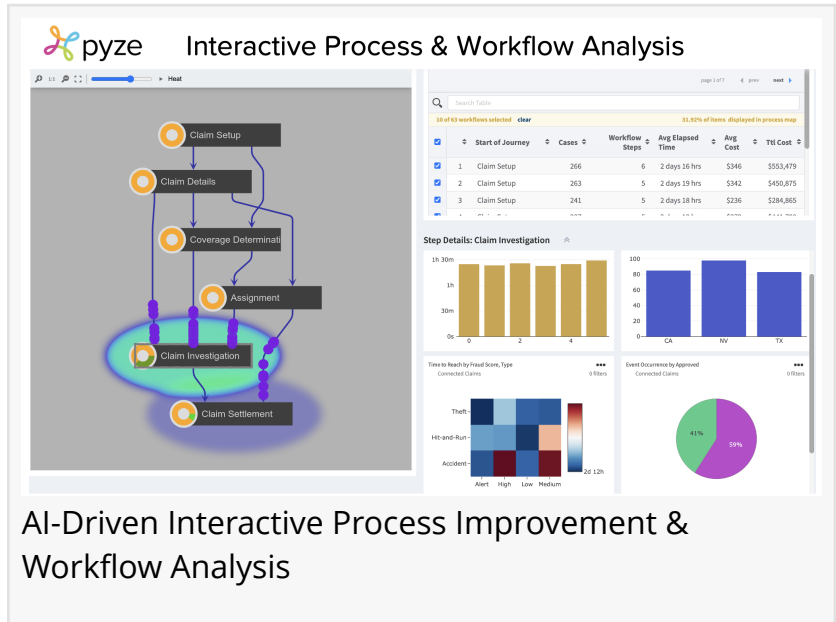 pyze Interactive Process & Workflow Analysis
1:1 Heat
Claim Setup
Claim Details
Coverage Determinati
Assignment
Claim Investigation
Claim Settlement
page 1 of 7 prev next
Search Table
10 of 63 workflows selected clear 31.92% of items displayed in process map
Start of Journey Cases Workflow Steps Avg Elapsed Time Avg Cost Ttl Cost
1 Claim Setup 266 6 2 days 16 hrs $346 $553,479
2 Claim Setup 263 5 2 days 19 hrs $342 $450,875
3 Claim Setup 241 5 2 days 18 hrs $236 $284,865
Step Details: Claim Investigation
1h 30m
1h
30m
0s
0 2 4
100
80
60
40
20
0
CA NV TX
Time to Reach by Fraud Score, Type
Connected Claims 0 filters
Theft
Hit-and-Run
Accident
Alert High Low Medium
2d 12h
Event Occurrence by Approved
Connected Claims 0 filters
41%
59%
AI-Driven Interactive Process Improvement &
Workflow Analysis